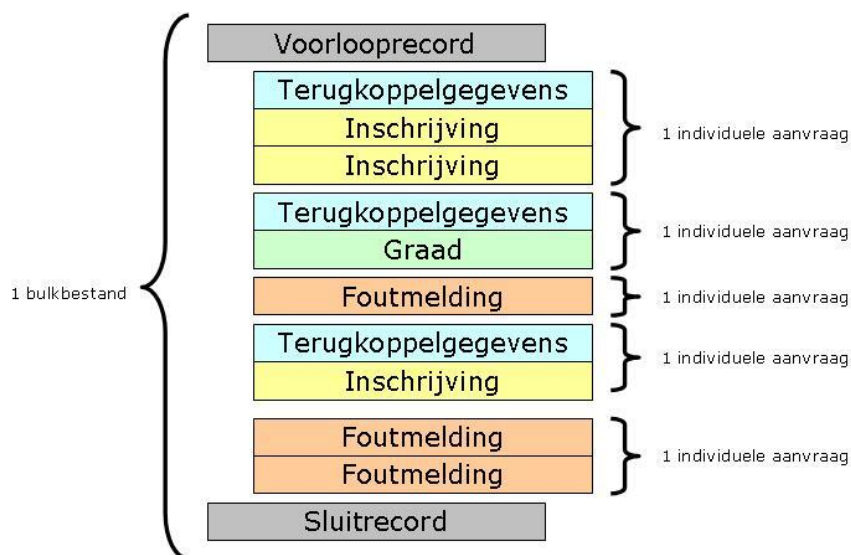 Voorlooprecord
Terugkoppelgegevens
Inschrijving
Inschrijving
1 individuele aanvraag
Terugkoppelgegevens
Graad
1 individuele aanvraag
1 bulkbestand
Foutmelding
1 individuele aanvraag
Terugkoppelgegevens
Inschrijving
1 individuele aanvraag
Foutmelding
Foutmelding
1 individuele aanvraag
Sluitrecord